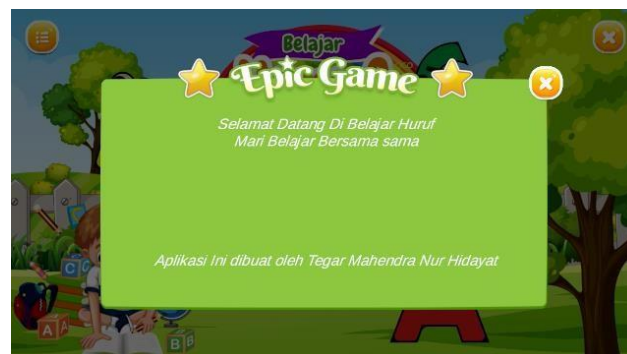 Belajar
Epic Game
Selamat Datang Di Belajar Huruf
Mari Belajar Bersama sama
Aplikasi Ini dibuat oleh Tegar Mahendra Nur Hidayat
C
G
A
A
B
B